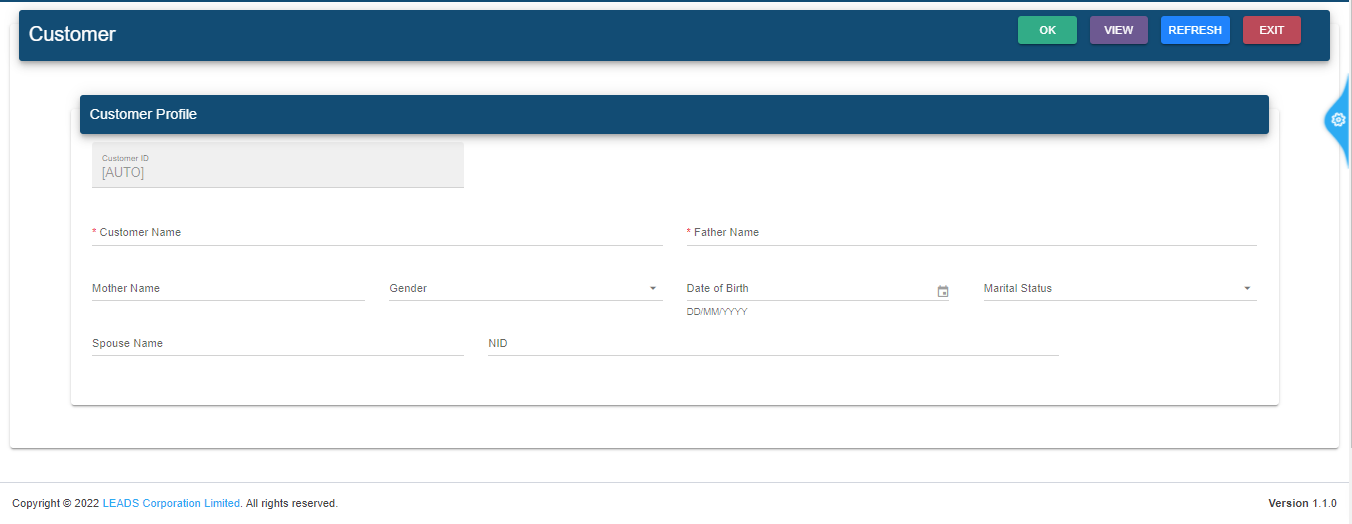 Customer
OK VIEW REFRESH EXIT
Customer Profile
Customer ID
[AUTO]
* Customer Name * Father Name
Mother Name Gender Date of Birth Marital Status
DD/MM/YYYY
Spouse Name NID
Copyright © 2022 LEADS Corporation Limited. All rights reserved. Version 1.1.0